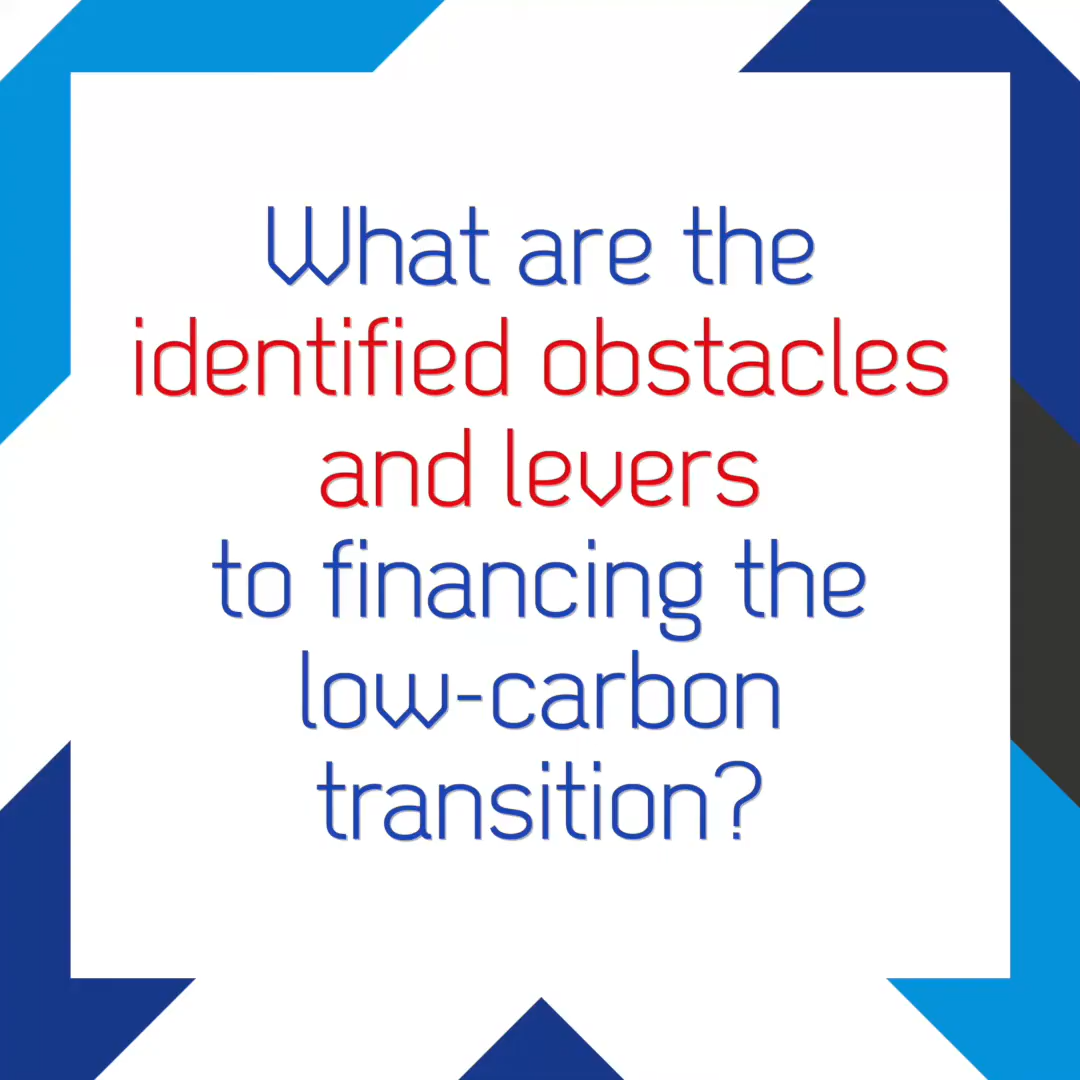 What are the
identified obstacles
and levers
to financing the
low-carbon
transition?